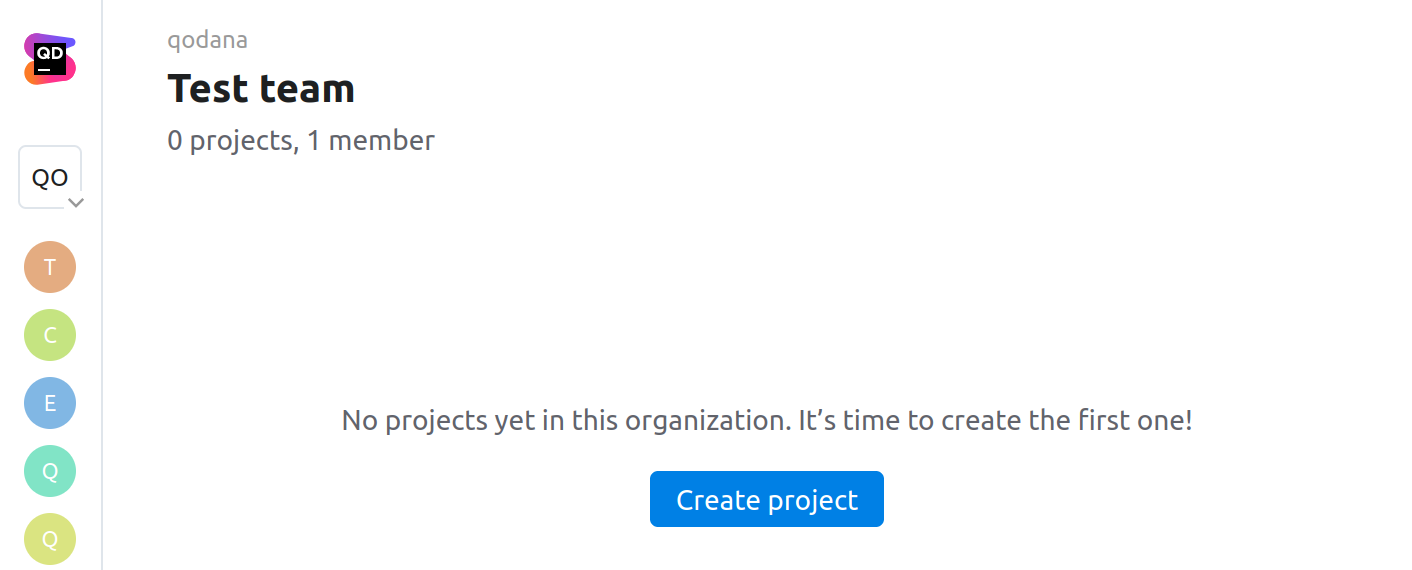 QD
QO
T
C
E
Q
Q
qodana
Test team
0 projects, 1 member
No projects yet in this organization. It’s time to create the first one!
Create project